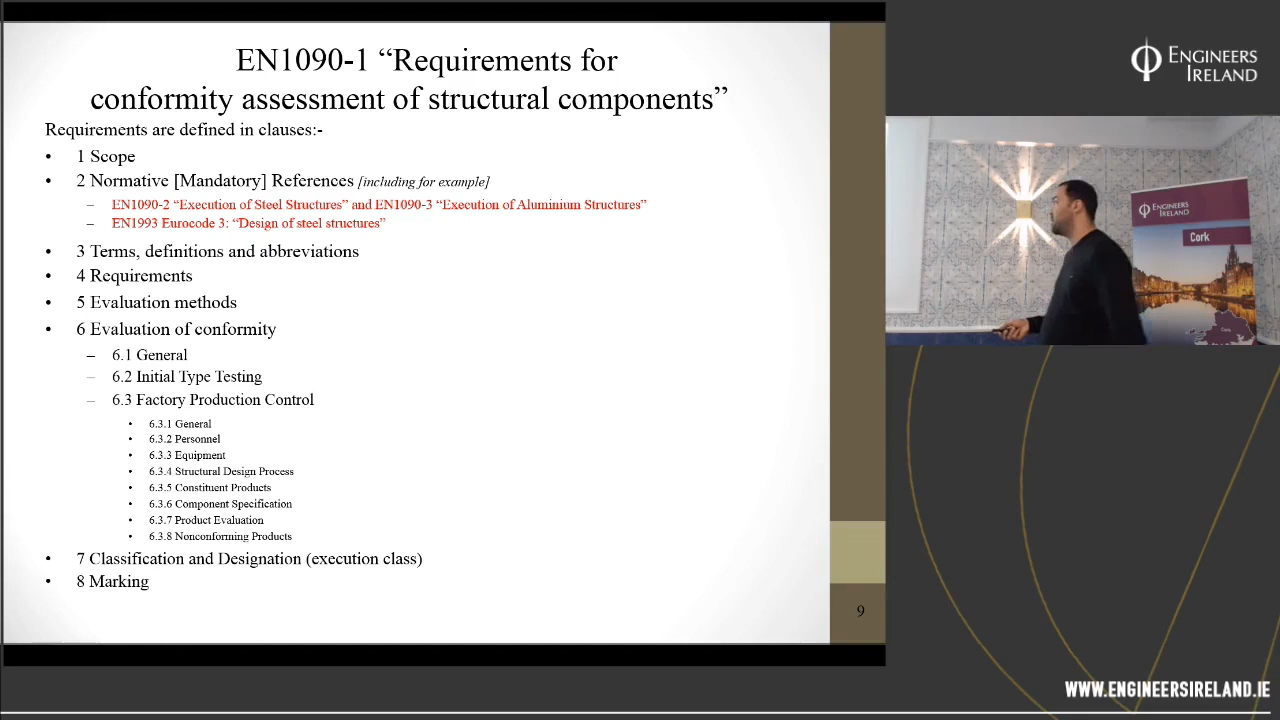 EN1090-1 “Requirements for
conformity assessment of structural components”
Requirements are defined in clauses:-
• 1 Scope
• 2 Normative [Mandatory] References [including for example]
– EN1090-2 “Execution of Steel Structures” and EN1090-3 “Execution of Aluminium Structures”
– EN1993 Eurocode 3: “Design of steel structures”
• 3 Terms, definitions and abbreviations
• 4 Requirements
• 5 Evaluation methods
• 6 Evaluation of conformity
– 6.1 General
– 6.2 Initial Type Testing
– 6.3 Factory Production Control
• 6.3.1 General
• 6.3.2 Personnel
• 6.3.3 Equipment
• 6.3.4 Structural Design Process
• 6.3.5 Constituent Products
• 6.3.6 Component Specification
• 6.3.7 Product Evaluation
• 6.3.8 Nonconforming Products
• 7 Classification and Designation (execution class)
• 8 Marking
9
ENGINEERS
IRELAND
ENGINEERS
IRELAND
Cork
WWW.ENGINEERSIRELAND.IE